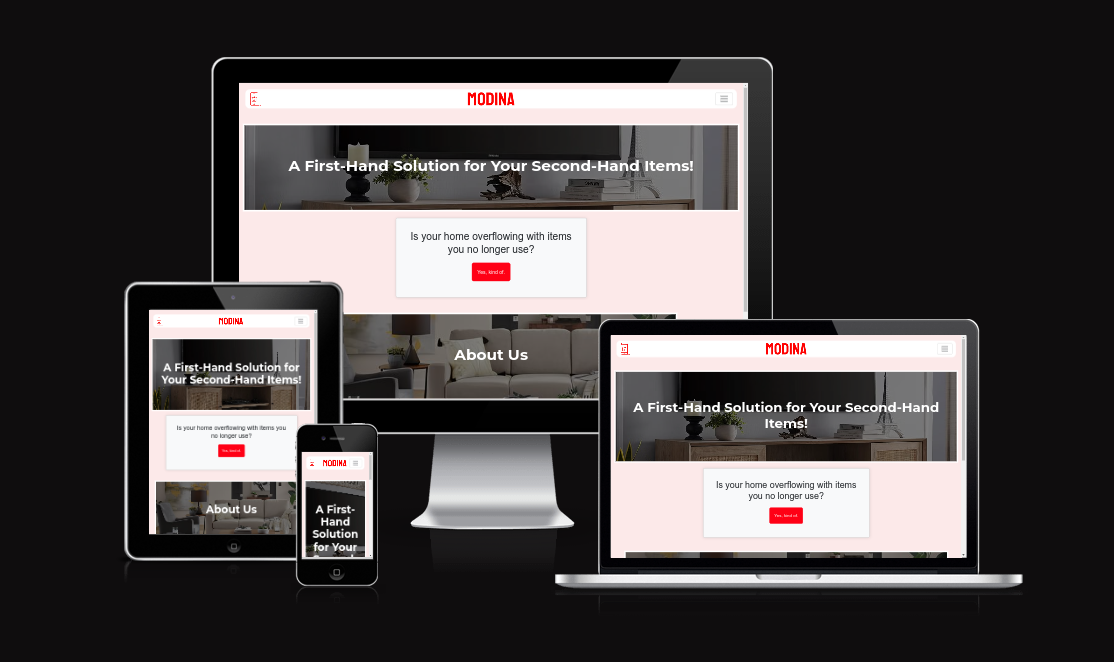 MODINA
A First-Hand Solution for Your Second-Hand Items!
Is your home overflowing with items
you no longer use?
Yes, kind of.
About Us
MODINA
A First-Hand Solution for
Your Second-Hand Items!
Is your home overflowing with items you
no longer use?
Yes, kind of.
About Us
MODINA
A First-
Hand
Solution
for Your
MODINA
A First-Hand Solution for Your Second-Hand
Items!
Is your home overflowing with items
you no longer use?
Yes, kind of.